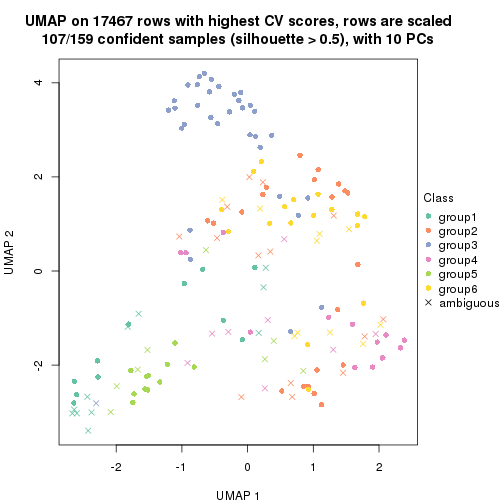 UMAP on 17467 rows with highest CV scores, rows are scaled
107/159 confident samples (silhouette > 0.5), with 10 PCs
4
2
0
-2
UMAP 2
-2
-1
0
1
2
UMAP 1
Class
group1
group2
group3
group4
group5
group6
ambiguous